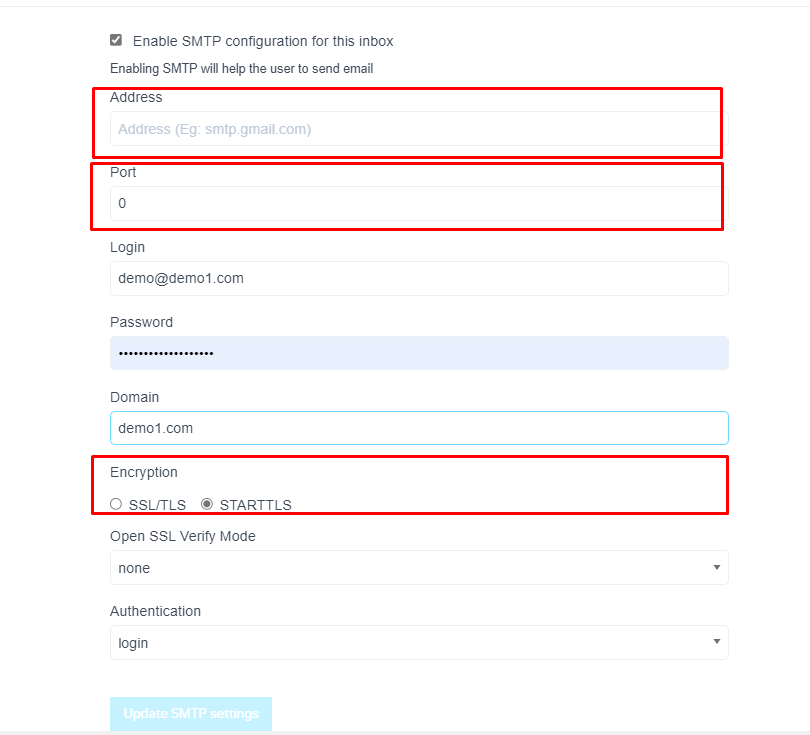 Enable SMTP configuration for this inbox
Enabling SMTP will help the user to send email
Address
Address (Eg: smtp.gmail.com)
Port
0
Login
demo@demo1.com
Password
•••••••••••••••••••
Domain
demo1.com
Encryption
SSL/TLS STARTTLS
Open SSL Verify Mode
none
Authentication
login
Update SMTP settings